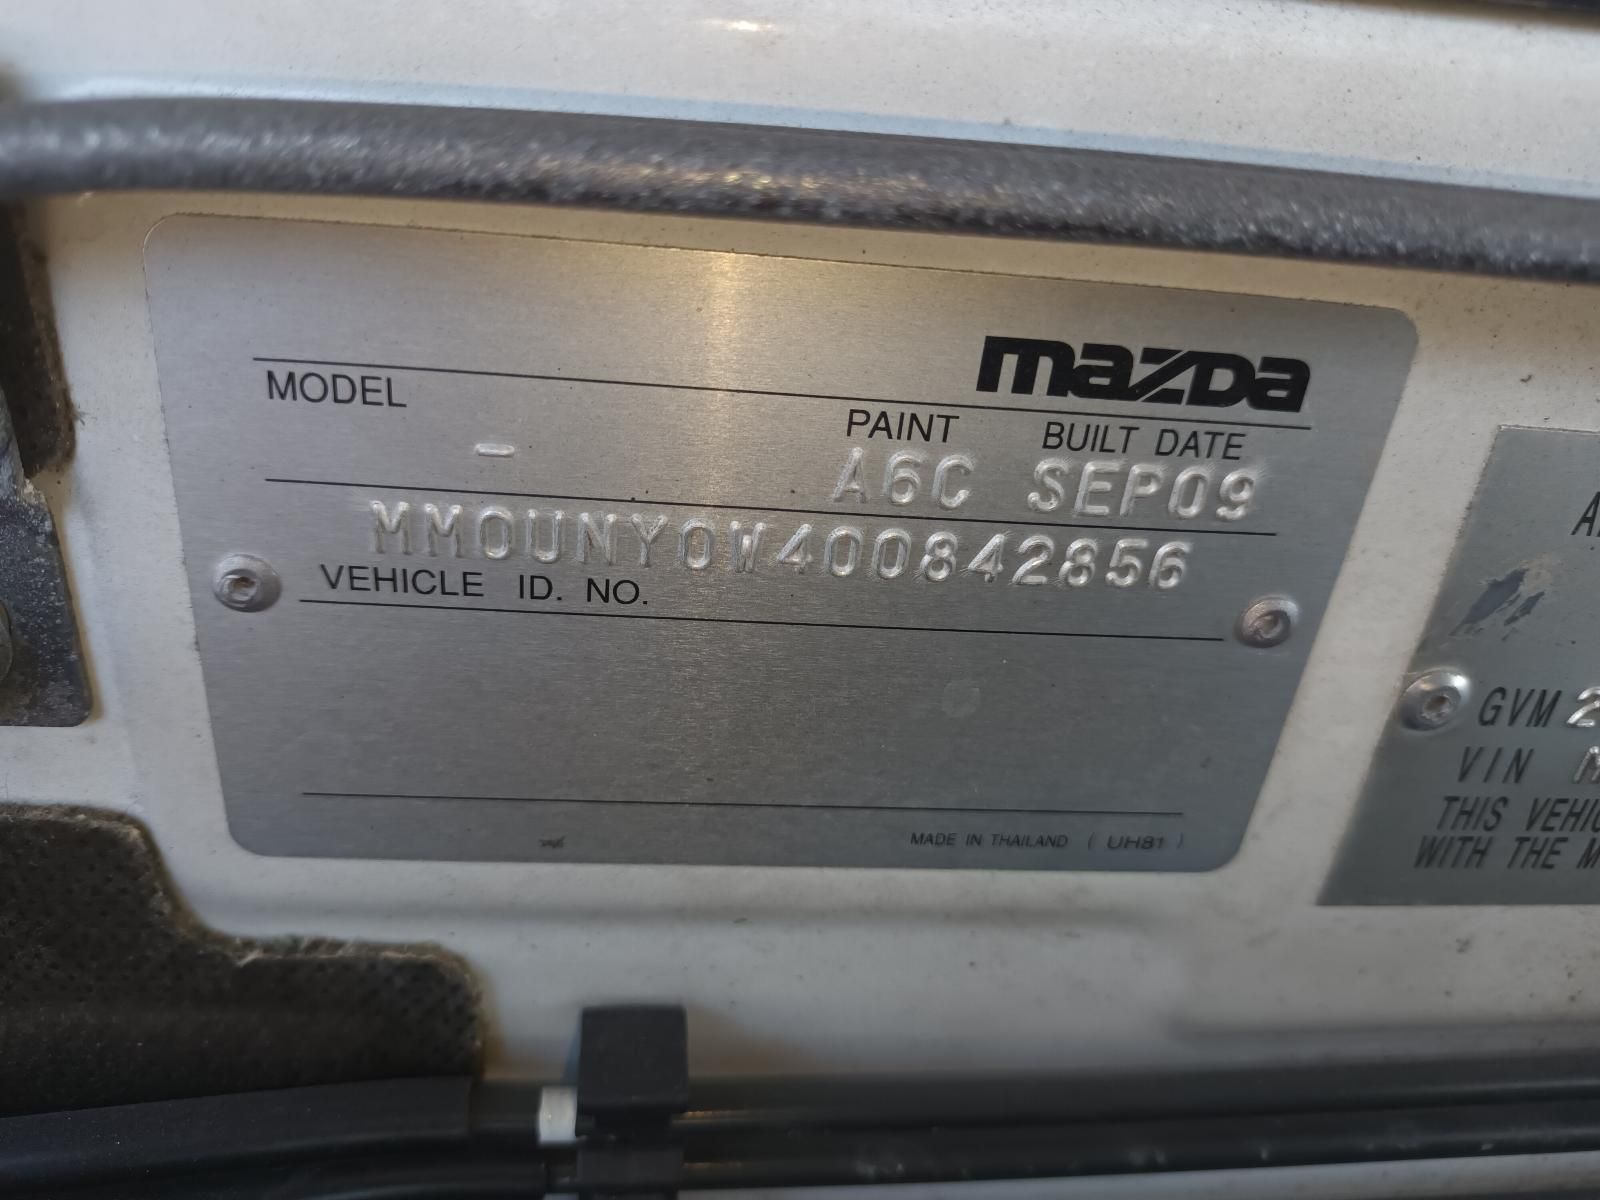 mazda
MODEL PAINT BUILT DATE
- A6C SEP09
MM0UNY0W400842856
VEHICLE ID. NO.
MADE IN THAILAND ( UH81 )
GVM 2
VIN M
THIS VEHIC
WITH THE M